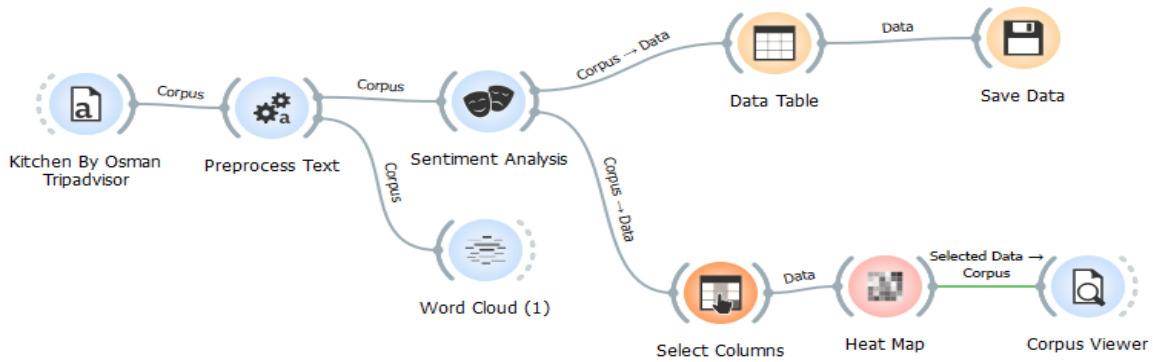 Corpus
Kitchen By Osman
Tripadvisor
Preprocess Text
Corpus
Corpus
Sentiment Analysis
Word Cloud (1)
Corpus → Data
Data Table
Data
Save Data
Corpus → Data
Select Columns
Data
Heat Map
Selected Data →
Corpus
Corpus Viewer